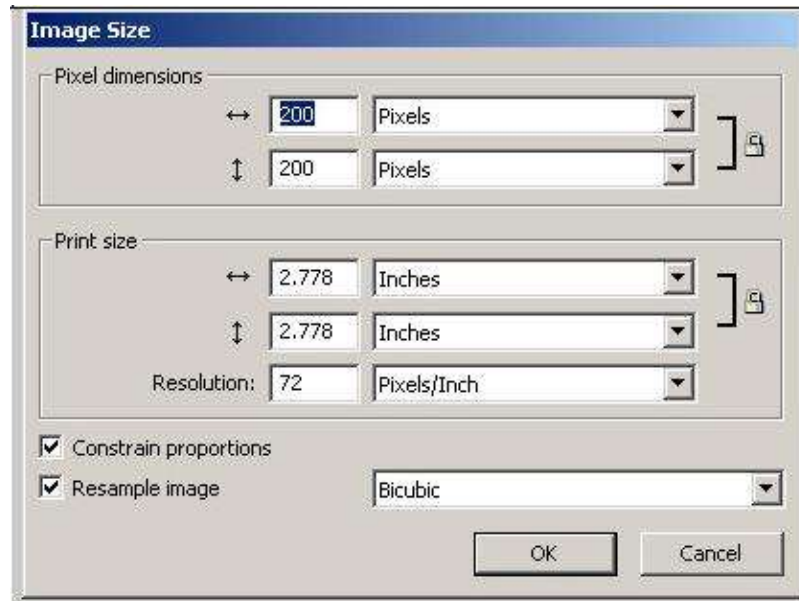 Image Size
Pixel dimensions
200 Pixels
200 Pixels
Print size
2.778 Inches
2.778 Inches
Resolution: 72 Pixels/Inch
Constrain proportions
Resample image Bicubic
OK Cancel